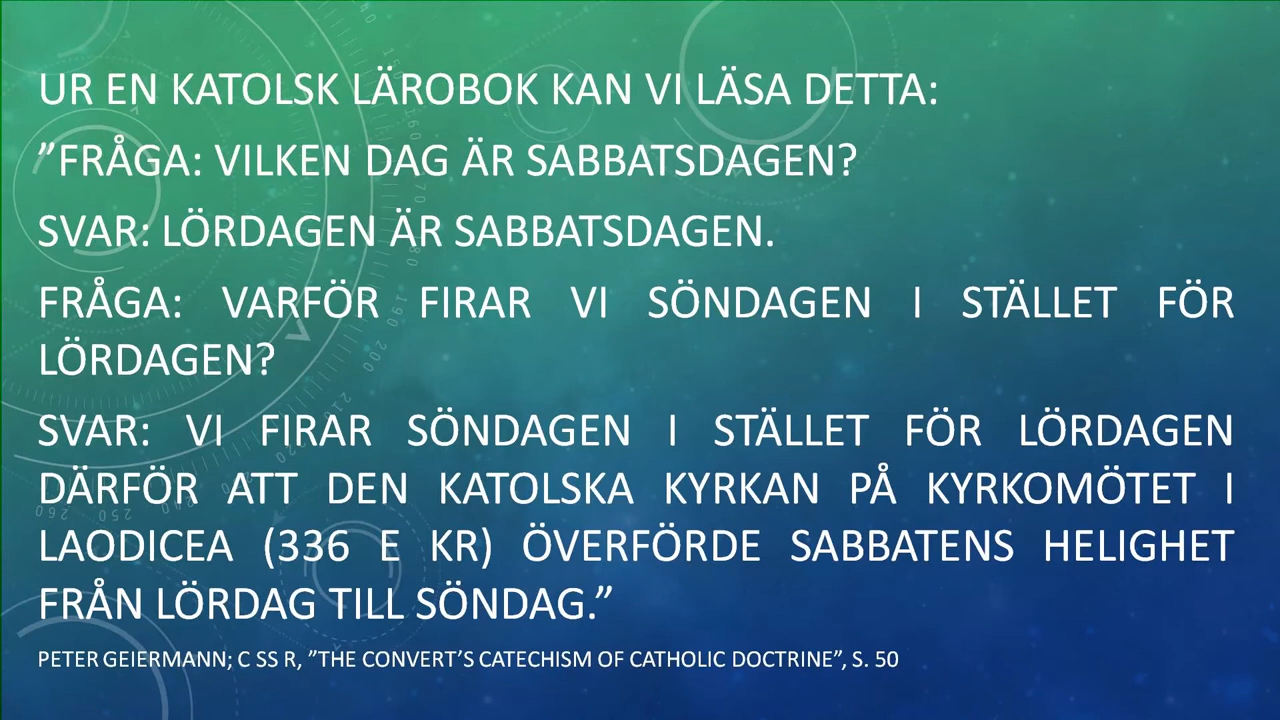 UR EN KATOLSK LÄROBOK KAN VI LÄSA DETTA:
”FRÅGA: VILKEN DAG ÄR SABBATSDAGEN?
SVAR: LÖRDAGEN ÄR SABBATSDAGEN.
FRÅGA: VARFÖR FIRAR VI SÖNDAGEN I STÄLLET FÖR
LÖRDAGEN?
SVAR: VI FIRAR SÖNDAGEN I STÄLLET FÖR LÖRDAGEN
DÄRFÖR ATT DEN KATOLSKA KYRKAN PÅ KYRKOMÖTET I
LAODICEA (336 E KR) ÖVERFÖRDE SABBATENS HELIGHET
FRÅN LÖRDAG TILL SÖNDAG.”
PETER GEIERMANN; C SS R, ”THE CONVERT’S CATECHISM OF CATHOLIC DOCTRINE”, S. 50